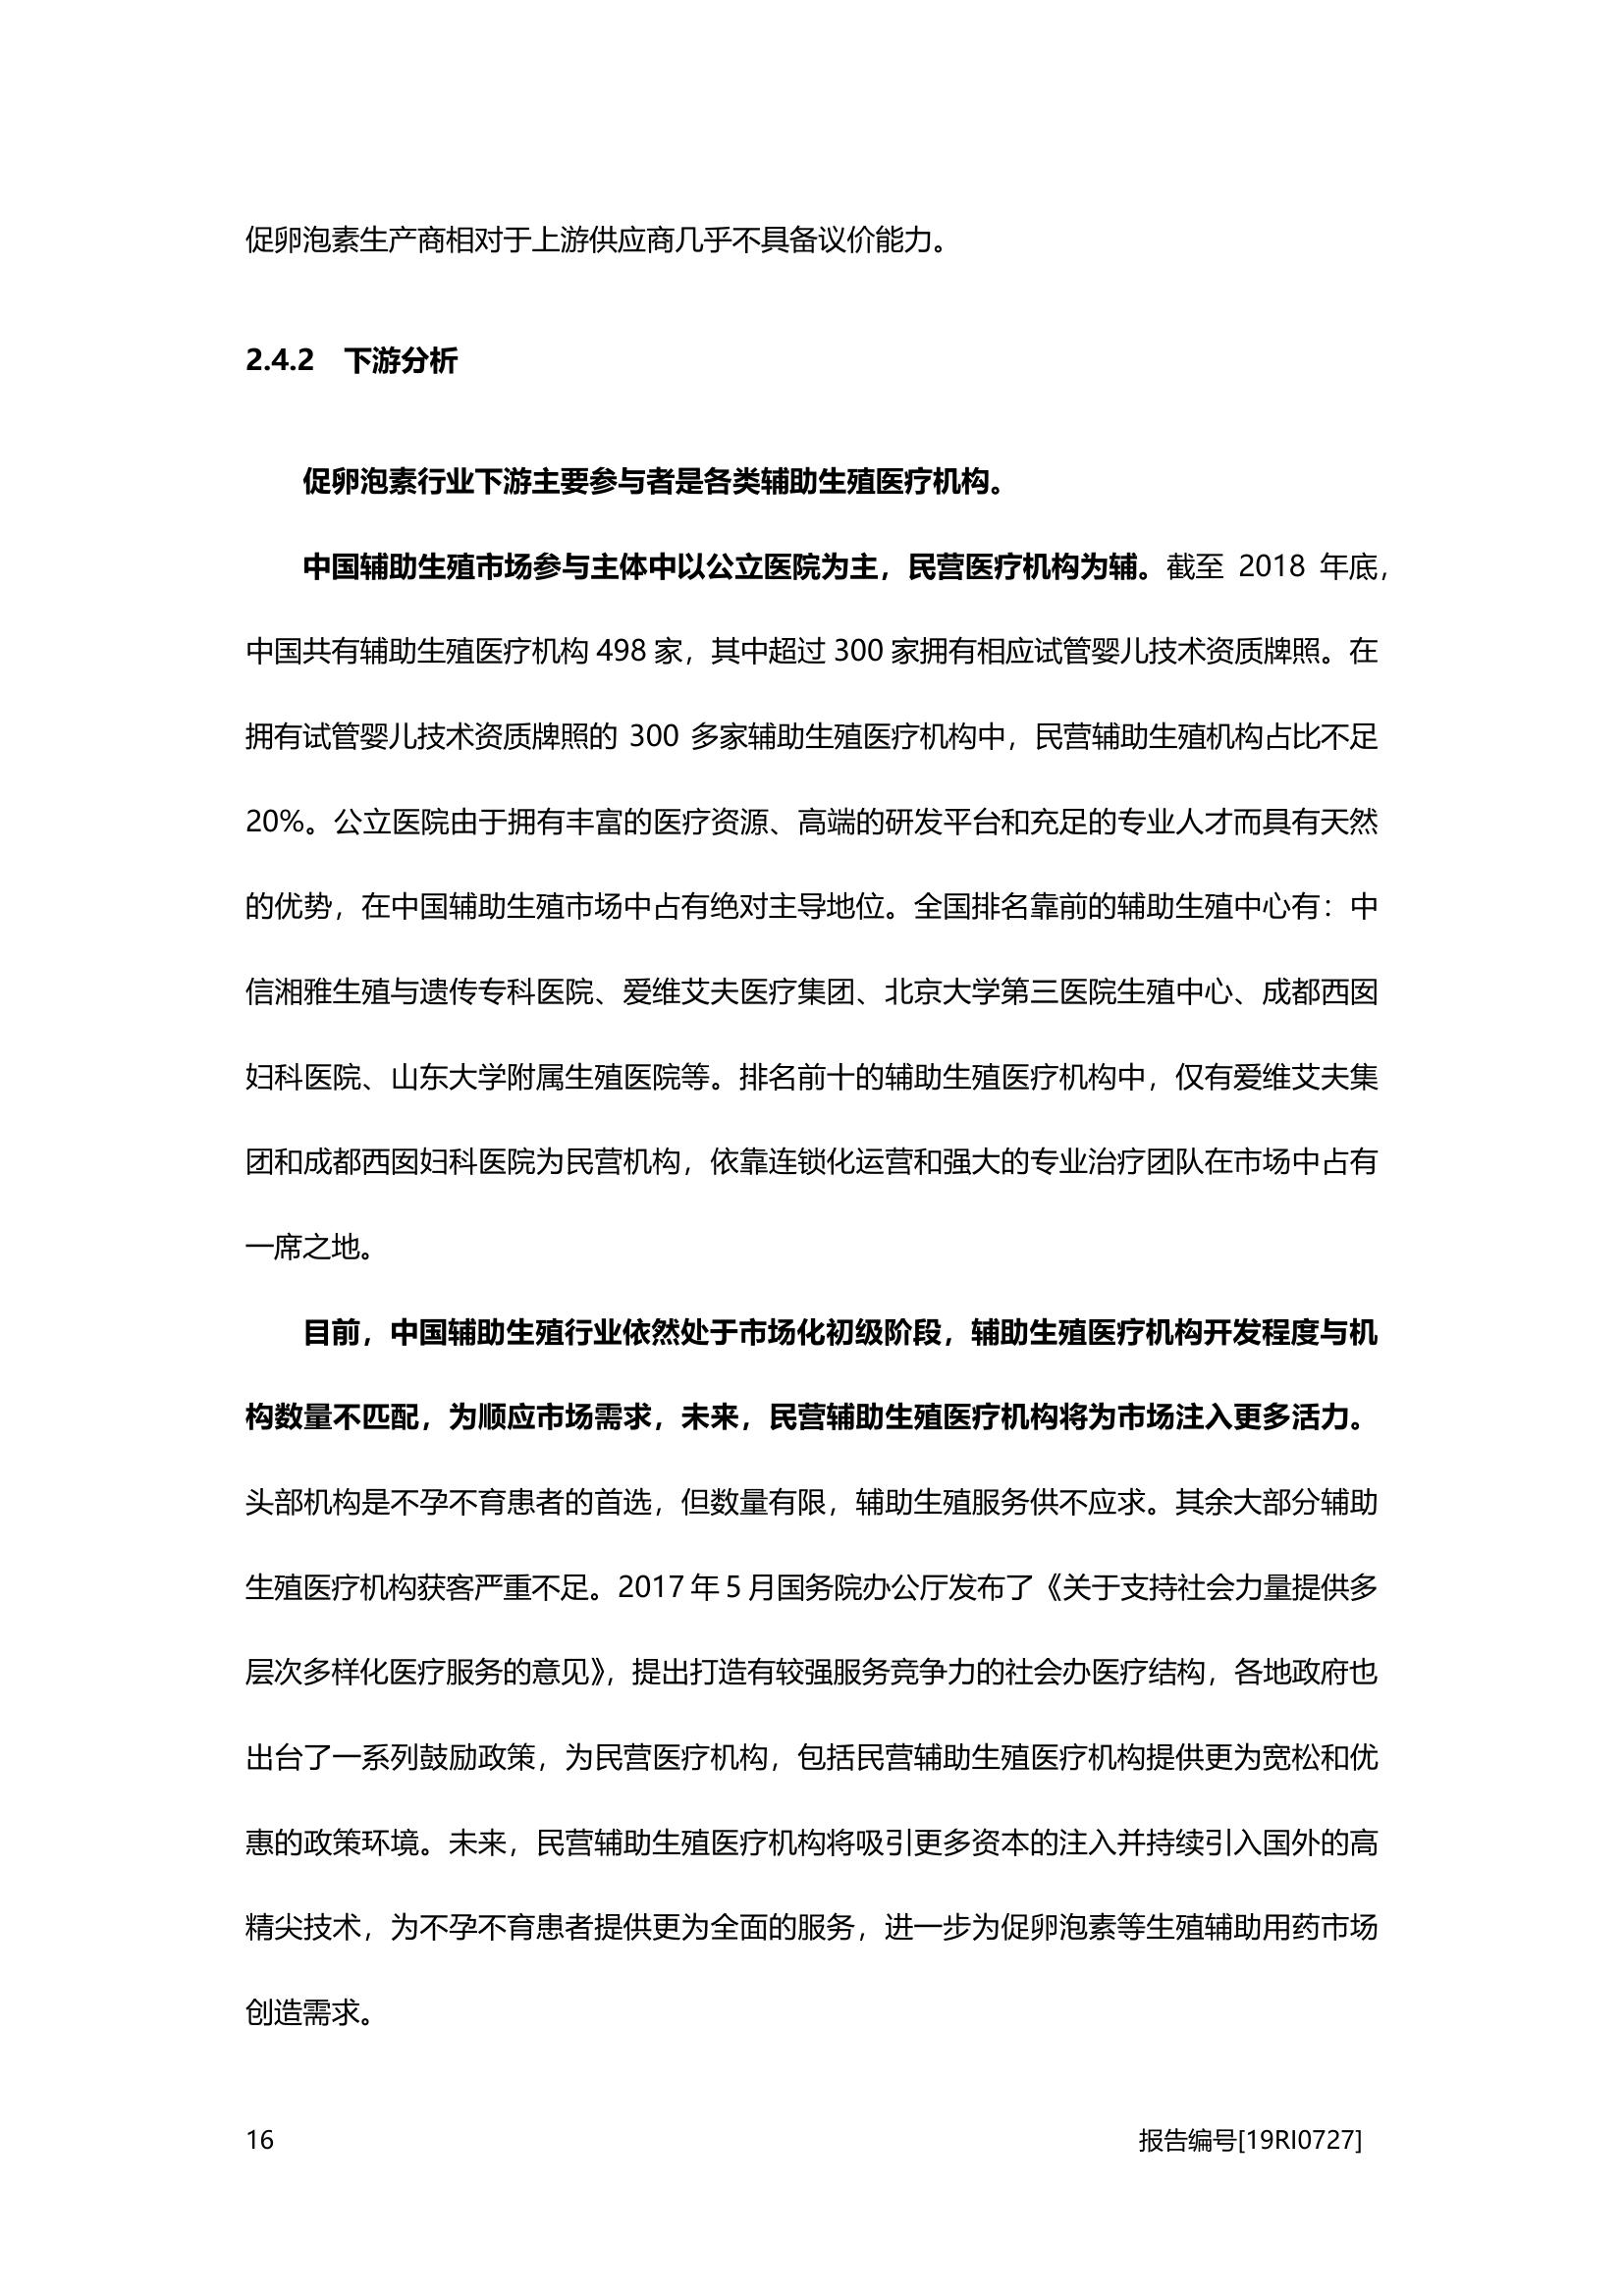 促卵泡素生产商相对于上游供应商几乎不具备议价能力。
2.4.2 下游分析
促卵泡素行业下游主要参与者是各类辅助生殖医疗机构。
中国辅助生殖市场参与主体中以公立医院为主，民营医疗机构为辅。截至 2018 年底，
中国共有辅助生殖医疗机构 498 家，其中超过 300 家拥有相应试管婴儿技术资质牌照。在
拥有试管婴儿技术资质牌照的 300 多家辅助生殖医疗机构中，民营辅助生殖机构占比不足
20%。公立医院由于拥有丰富的医疗资源、高端的研发平台和充足的专业人才而具有天然
的优势，在中国辅助生殖市场中占有绝对主导地位。全国排名靠前的辅助生殖中心有：中
信湘雅生殖与遗传专科医院、爱维艾夫医疗集团、北京大学第三医院生殖中心、成都西囡
妇科医院、山东大学附属生殖医院等。排名前十的辅助生殖医疗机构中，仅有爱维艾夫集
团和成都西囡妇科医院为民营机构，依靠连锁化运营和强大的专业治疗团队在市场中占有
一席之地。
目前，中国辅助生殖行业依然处于市场化初级阶段，辅助生殖医疗机构开发程度与机
构数量不匹配，为顺应市场需求，未来，民营辅助生殖医疗机构将为市场注入更多活力。
头部机构是不孕不育患者的首选，但数量有限，辅助生殖服务供不应求。其余大部分辅助
生殖医疗机构获客严重不足。2017 年 5 月国务院办公厅发布了《关于支持社会力量提供多
层次多样化医疗服务的意见》，提出打造有较强服务竞争力的社会办医疗结构，各地政府也
出台了一系列鼓励政策，为民营医疗机构，包括民营辅助生殖医疗机构提供更为宽松和优
惠的政策环境。未来，民营辅助生殖医疗机构将吸引更多资本的注入并持续引入国外的高
精尖技术，为不孕不育患者提供更为全面的服务，进一步为促卵泡素等生殖辅助用药市场
创造需求。
16 报告编号[19RI0727]